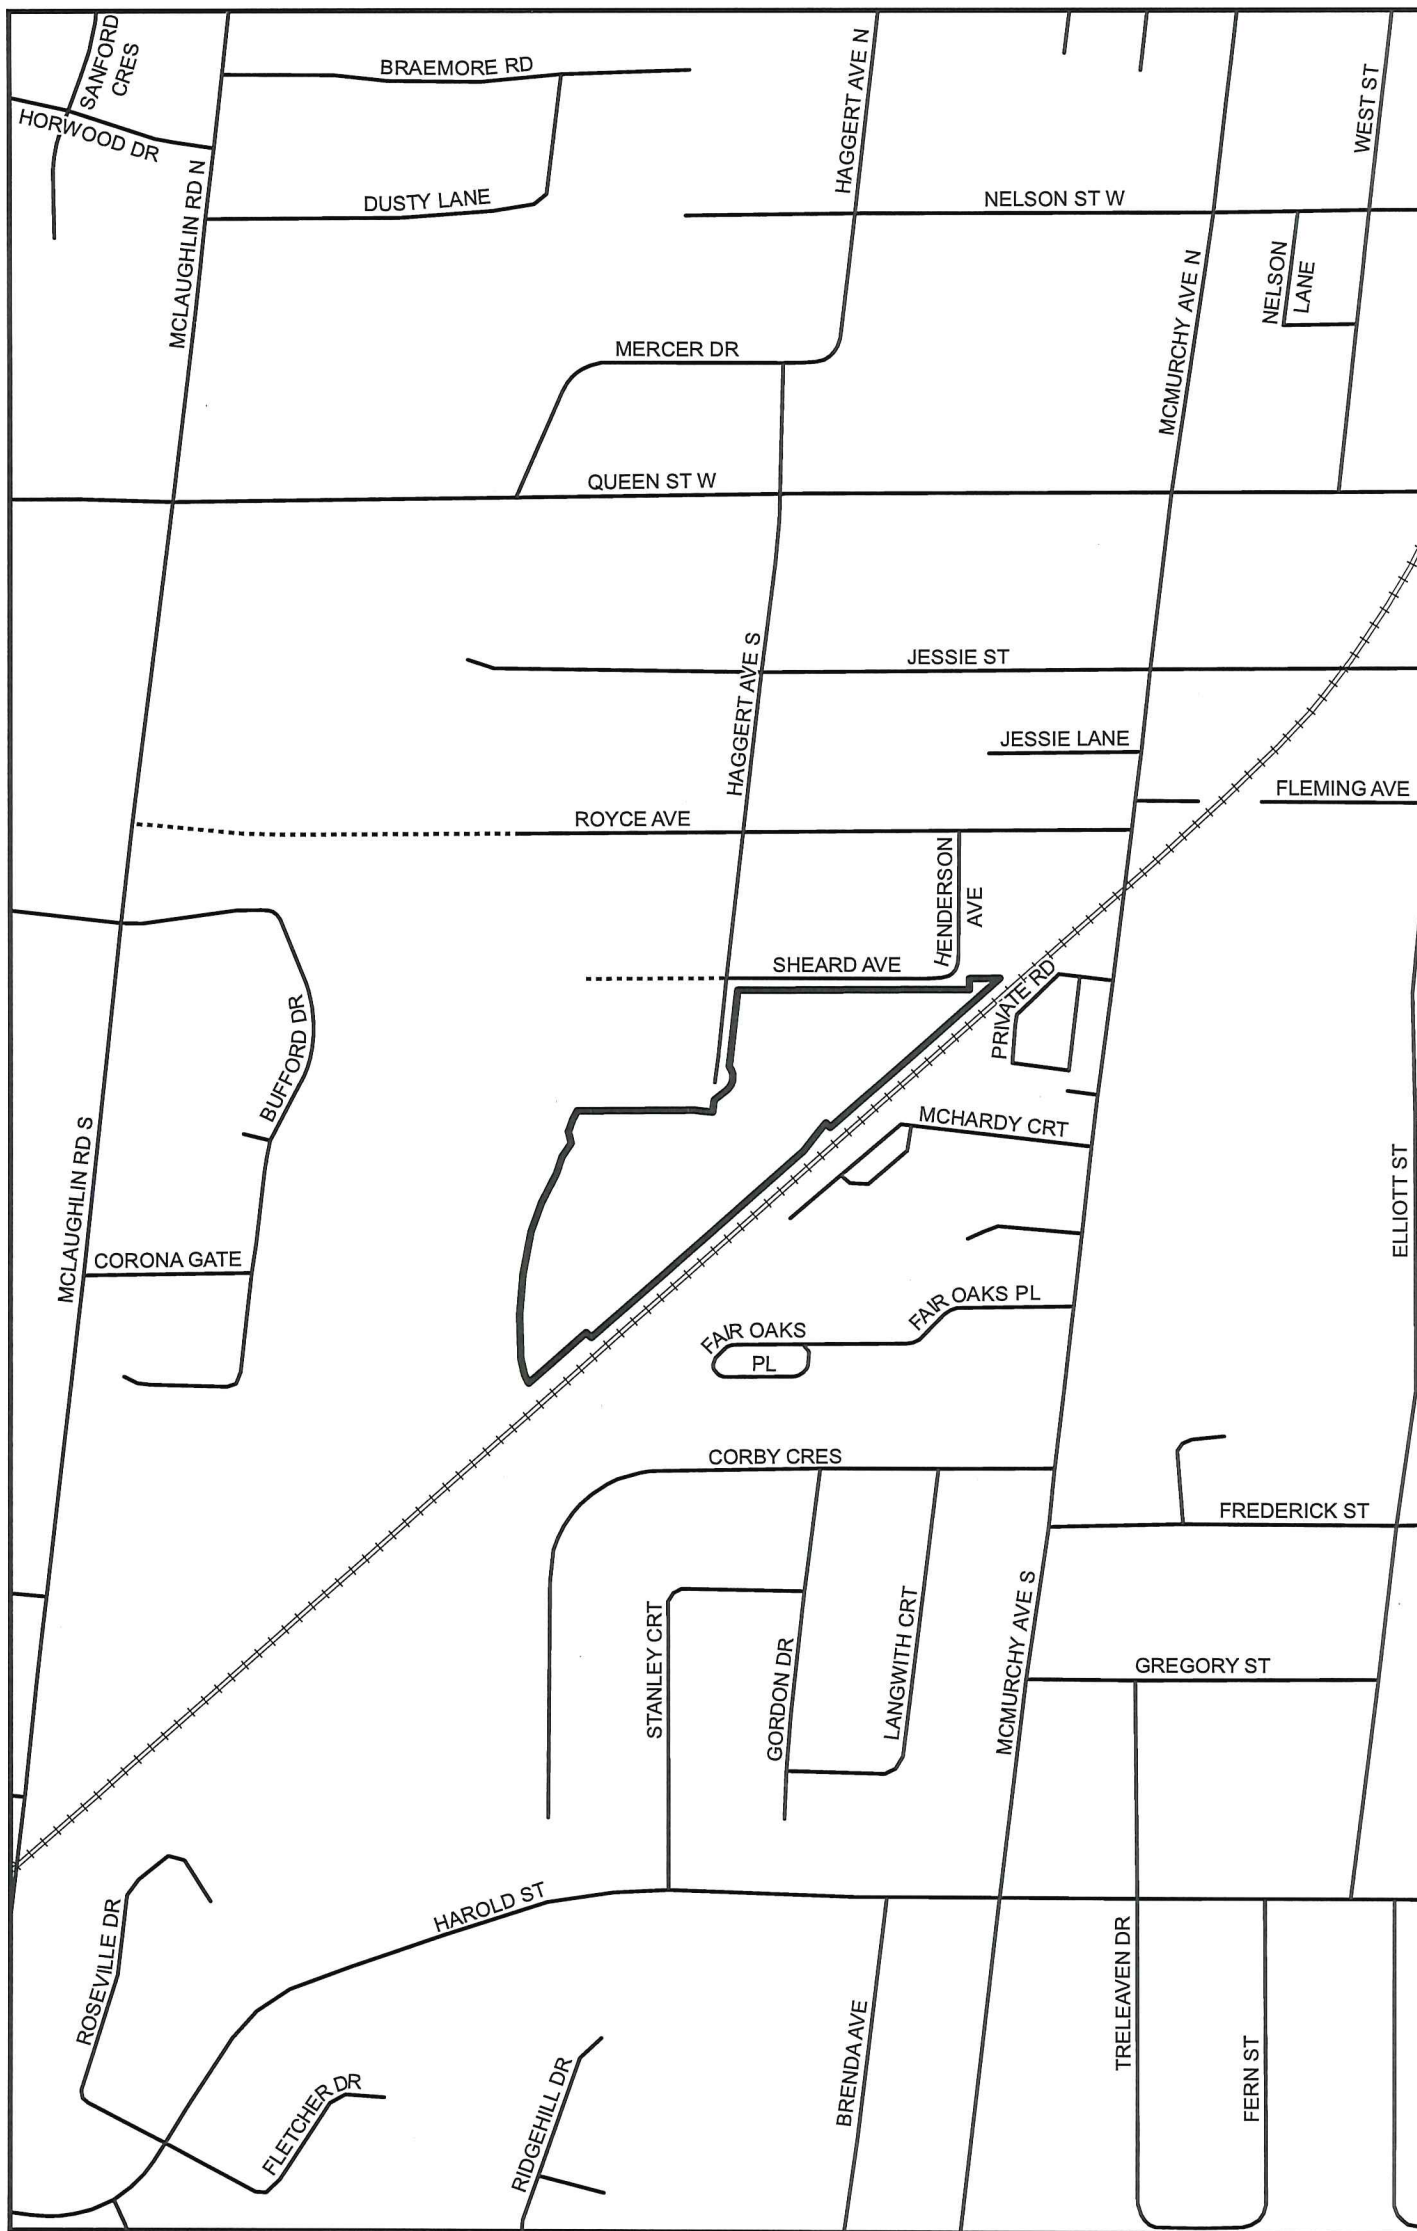 SANFORD
CRES
BRAEMORE RD
HAGGERT AVE N
WEST ST
HORWOOD DR
MCLAUGHLIN RD N
DUSTY LANE
NELSON ST W
NELSON
LANE
MCMURCHY AVE N
MERCER DR
QUEEN ST W
HAGGERT AVE S
JESSIE ST
JESSIE LANE
FLEMING AVE
ROYCE AVE
HENDERSON
AVE
SHEARD AVE
PRIVATE RD
BUFFORD DR
MCHARDY CRT
MCLAUGHLIN RD S
ELLIOTT ST
CORONA GATE
FAIR OAKS PL
FAIR OAKS
PL
CORBY CRES
FREDERICK ST
STANLEY CRT
GORDON DR
LANGWITH CRT
MCMURCHY AVE S
GREGORY ST
HAROLD ST
ROSEVILLE DR
TRELEAVEN DR
FERN ST
BRENDA AVE
FLETCHER DR
RIDGEHILL DR